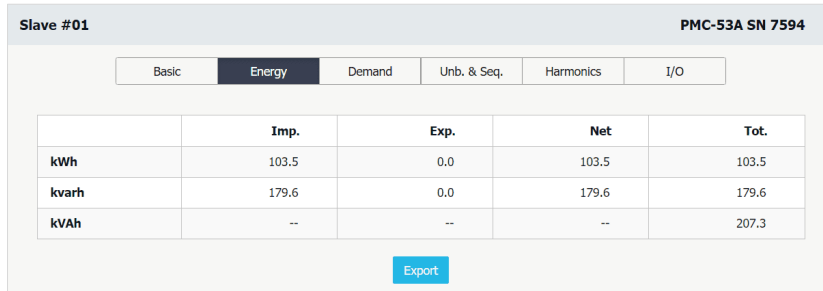 Slave #01 PMC-53A SN 7594
Basic Energy Demand Unb. & Seq. Harmonics I/O
Imp. Exp. Net Tot.
kWh 103.5 0.0 103.5 103.5
kvarh 179.6 0.0 179.6 179.6
kVAh -- -- -- 207.3
Export